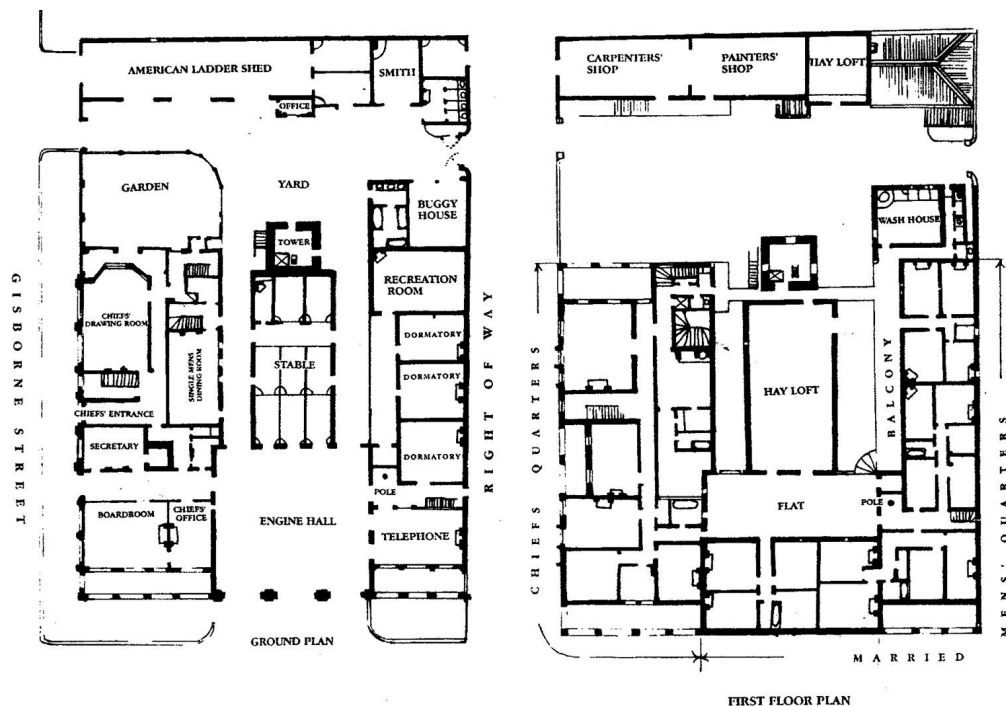 AMERICAN LADDER SHED
SMITH
OFFICE
GARDEN
YARD
BUGGY
HOUSE
TOWER
RECREATION
ROOM
CHIEFS'
DRAWING ROOM
SINGLE MENS
DINING ROOM
STABLE
DORMATORY
DORMATORY
DORMATORY
CHIEFS' ENTRANCE
SECRETARY
POLE
BOARDROOM
CHIEFS'
OFFICE
ENGINE HALL
TELEPHONE
GISBORNE STREET
RIGHT OF WAY
GROUND PLAN
CARPENTERS'
SHOP
PAINTERS'
SHOP
HAY LOFT
WASH HOUSE
HAY LOFT
BALCONY
FLAT
POLE
CHIEFS QUARTERS
MENS' QUARTERS
MARRIED
FIRST FLOOR PLAN